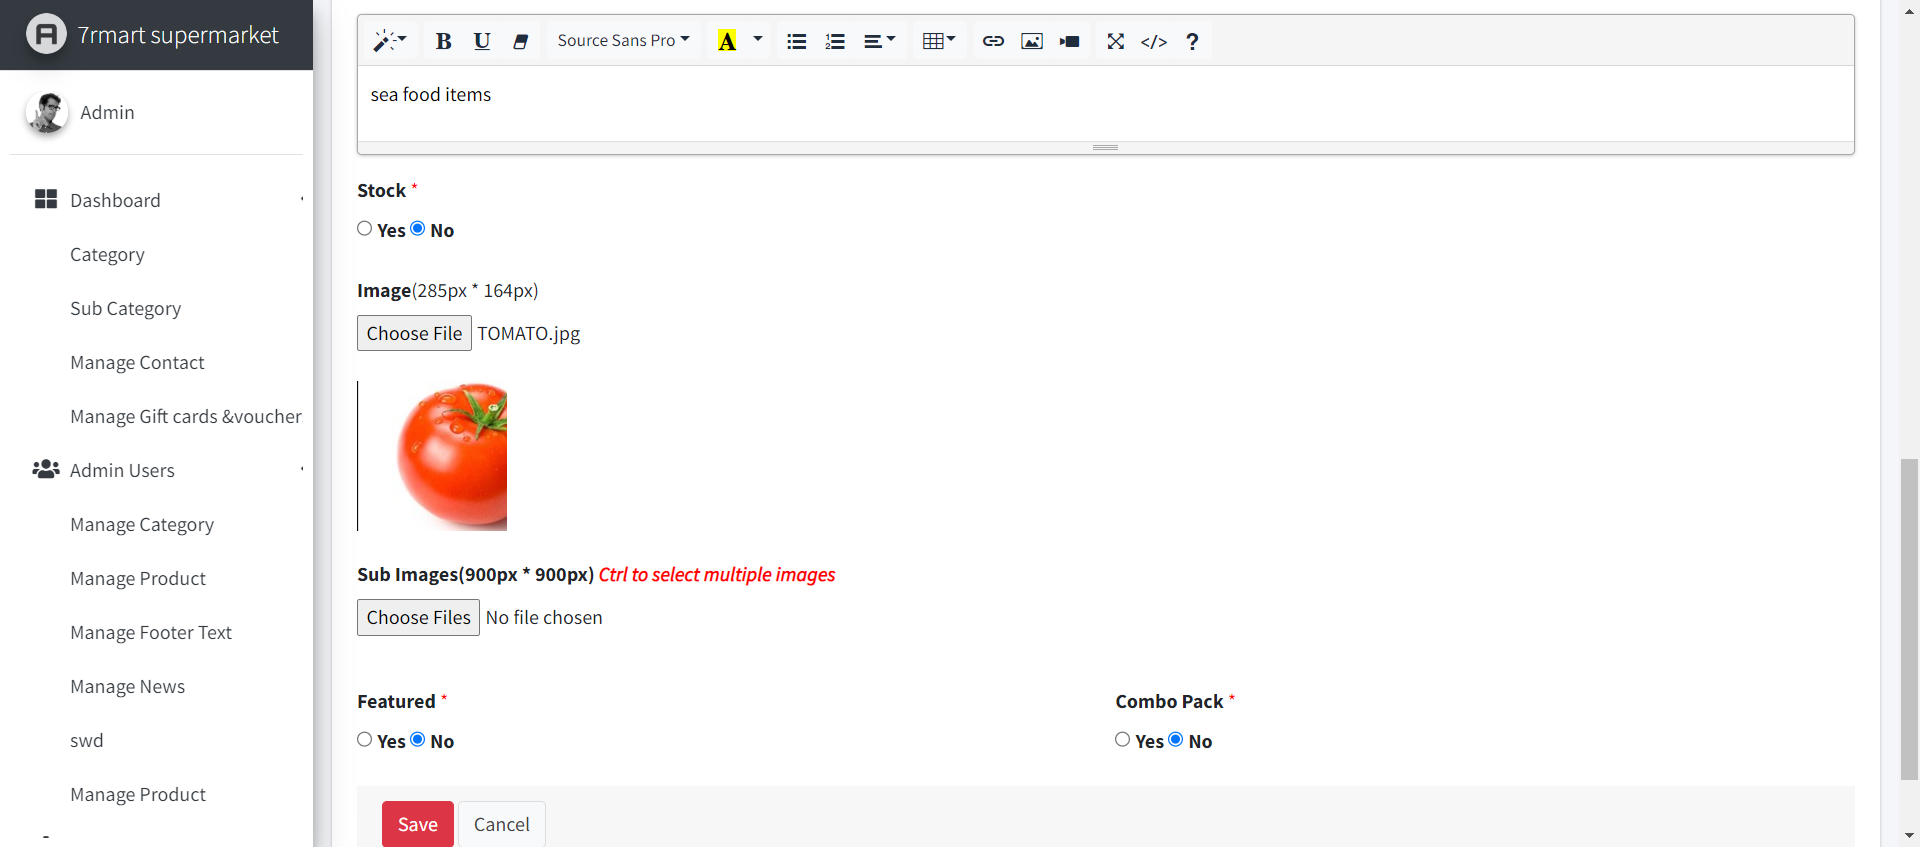 7rmart supermarket
Admin
Dashboard
Category
Sub Category
Manage Contact
Manage Gift cards &voucher
Admin Users
Manage Category
Manage Product
Manage Footer Text
Manage News
swd
Manage Product
B U Source Sans Pro A </> ?
sea food items
Stock *
Yes No
Image(285px * 164px)
Choose File TOMATO.jpg
Sub Images(900px * 900px) Ctrl to select multiple images
Choose Files No file chosen
Featured *
Yes No
Combo Pack *
Yes No
Save Cancel